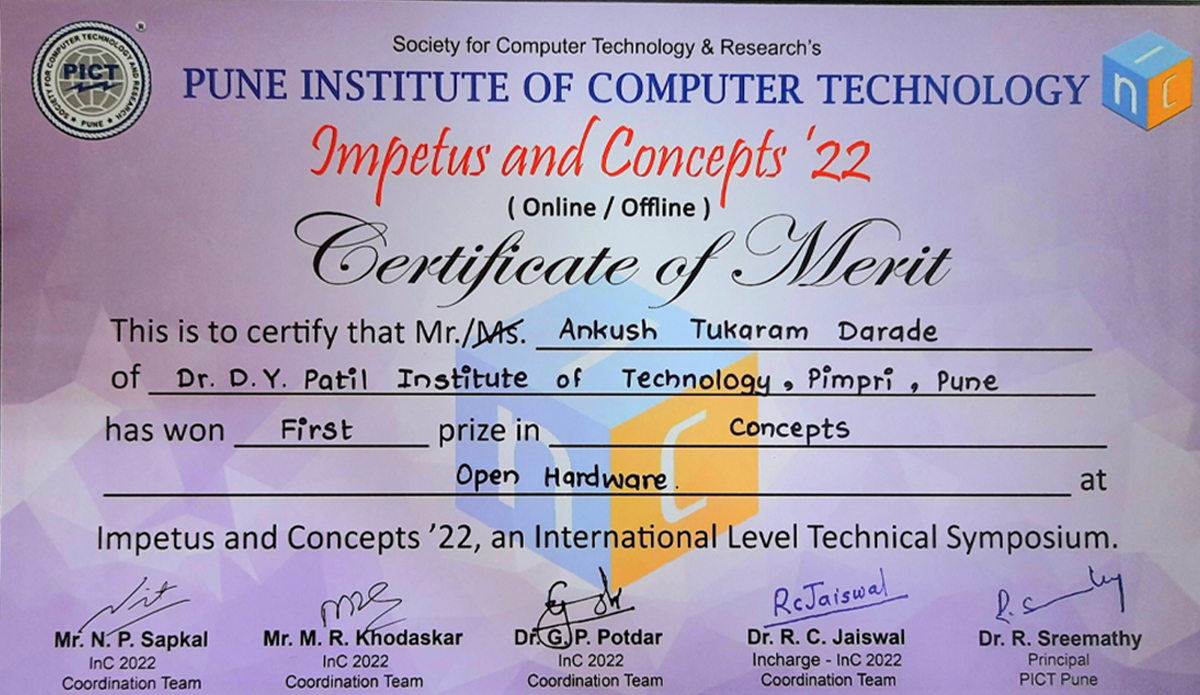 SOCIETY FOR COMPUTER TECHNOLOGY AND RESEARCH
PICT
★ PUNE ★
®
Society for Computer Technology & Research's
PUNE INSTITUTE OF COMPUTER TECHNOLOGY
I n C
Impetus and Concepts '22
( Online / Offline )
Certificate of Merit
This is to certify that Mr./Ms. Ankush Tukaram Darade
of Dr. D.Y. Patil Institute of Technology, Pimpri, Pune
has won First prize in Concepts
Open Hardware. at
Impetus and Concepts ’22, an International Level Technical Symposium.
RCJaiswal
Mr. N. P. Sapkal Mr. M. R. Khodaskar Dr. G. P. Potdar Dr. R. C. Jaiswal Dr. R. Sreemathy
InC 2022 InC 2022 InC 2022 Incharge - InC 2022 Principal
Coordination Team Coordination Team Coordination Team Coordination Team PICT Pune